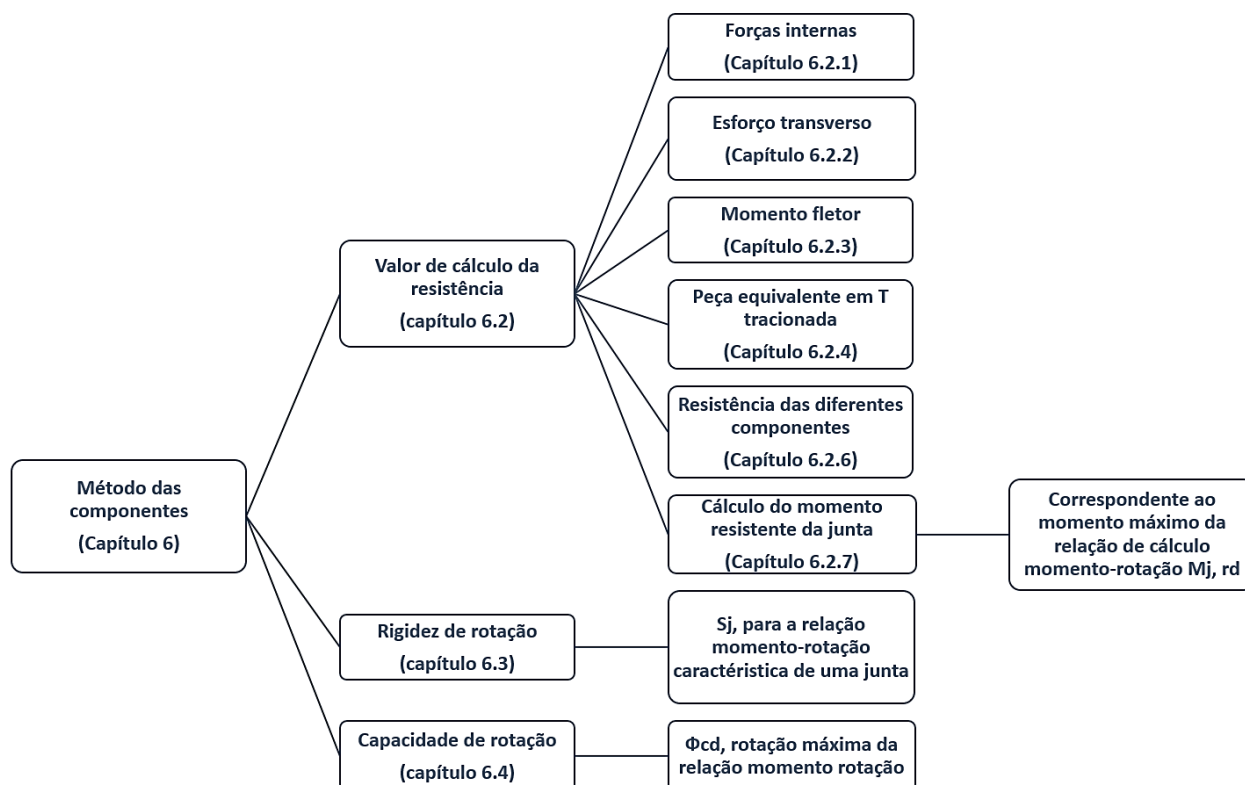 Forças internas
(Capítulo 6.2.1)
Esforço transverso
(Capítulo 6.2.2)
Momento fletor
(Capítulo 6.2.3)
Valor de cálculo da
resistência
(capítulo 6.2)
Peça equivalente em T
tracionada
(Capítulo 6.2.4)
Resistência das diferentes
componentes
(Capítulo 6.2.6)
Método das
componentes
(Capítulo 6)
Cálculo do momento
resistente da junta
(Capítulo 6.2.7)
Correspondente ao
momento máximo da
relação de cálculo
momento-rotação Mj, rd
Rigidez de rotação
(capítulo 6.3)
Sj, para a relação
momento-rotação
caractéristica de uma junta
Capacidade de rotação
(capítulo 6.4)
Φcd, rotação máxima da
relação momento rotação